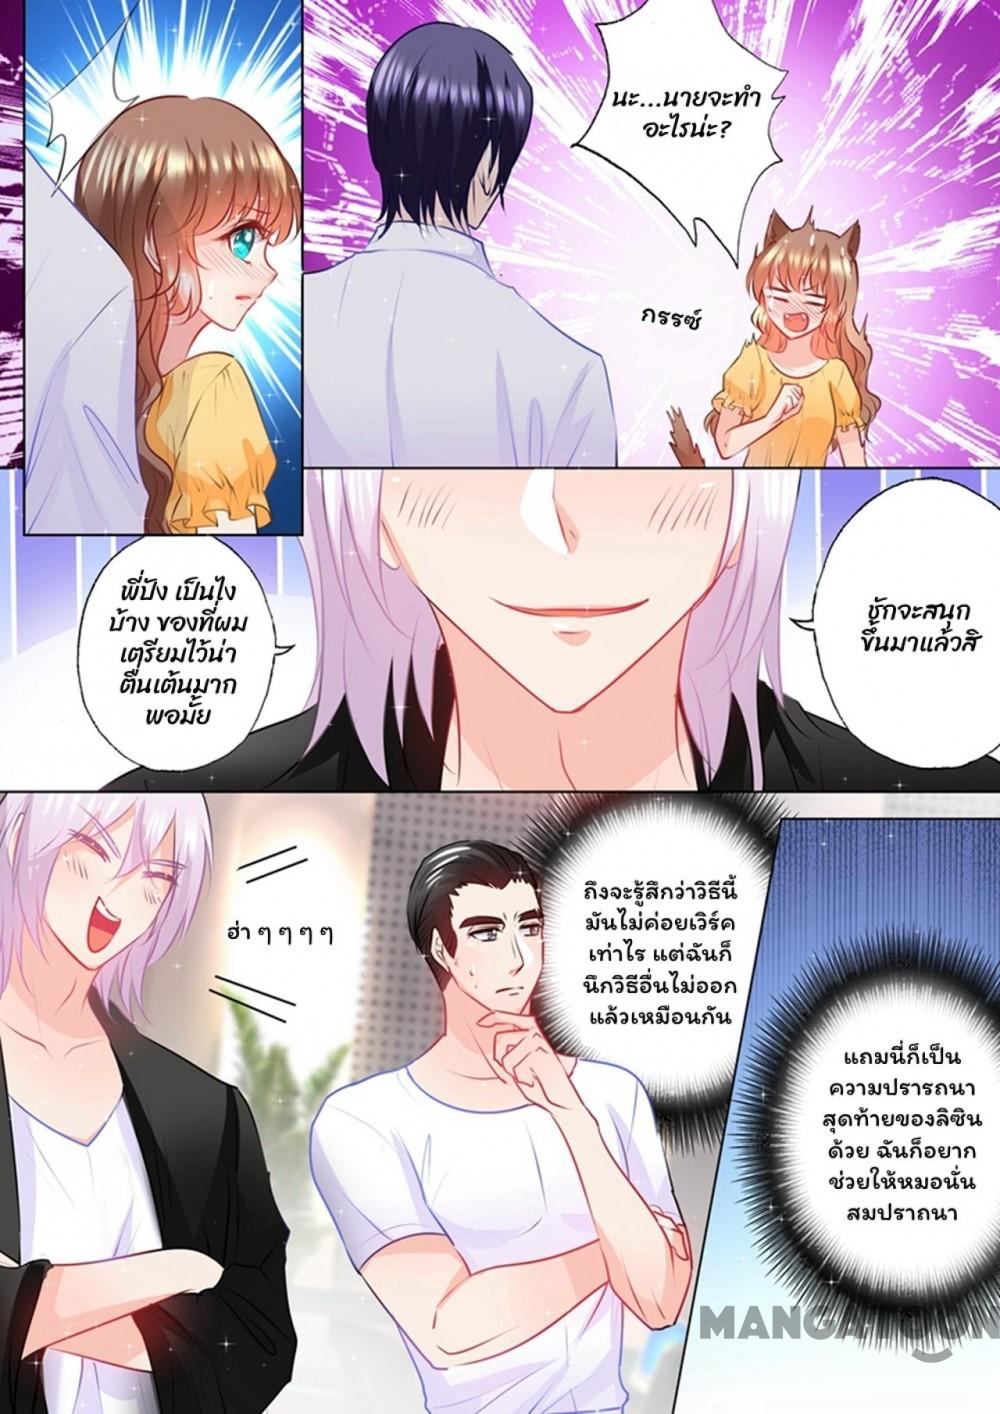 นะ...นายจะทำ
อะไรน่ะ?
กรรซ์
พี่ปัง เป็นไง
บ้าง ของที่ผม
เตรียมไว้น่า
ตื่นเต้นมาก
พอมั้ย
ชักจะสนุก
ขึ้นมาแล้วสิ
ฮ่า ๆ ๆ ๆ ๆ
ถึงจะรู้สึกว่าวิธีนี้
มันไม่ค่อยเวิร์ค
เท่าไร แต่ฉันก็
นึกวิธีอื่นไม่ออก
แล้วเหมือนกัน
แถมนี่ก็เป็น
ความปรารถนา
สุดท้ายของลิซิน
ด้วย ฉันก็อยาก
ช่วยให้หมอนั่น
สมปราถนา
MANGATOON